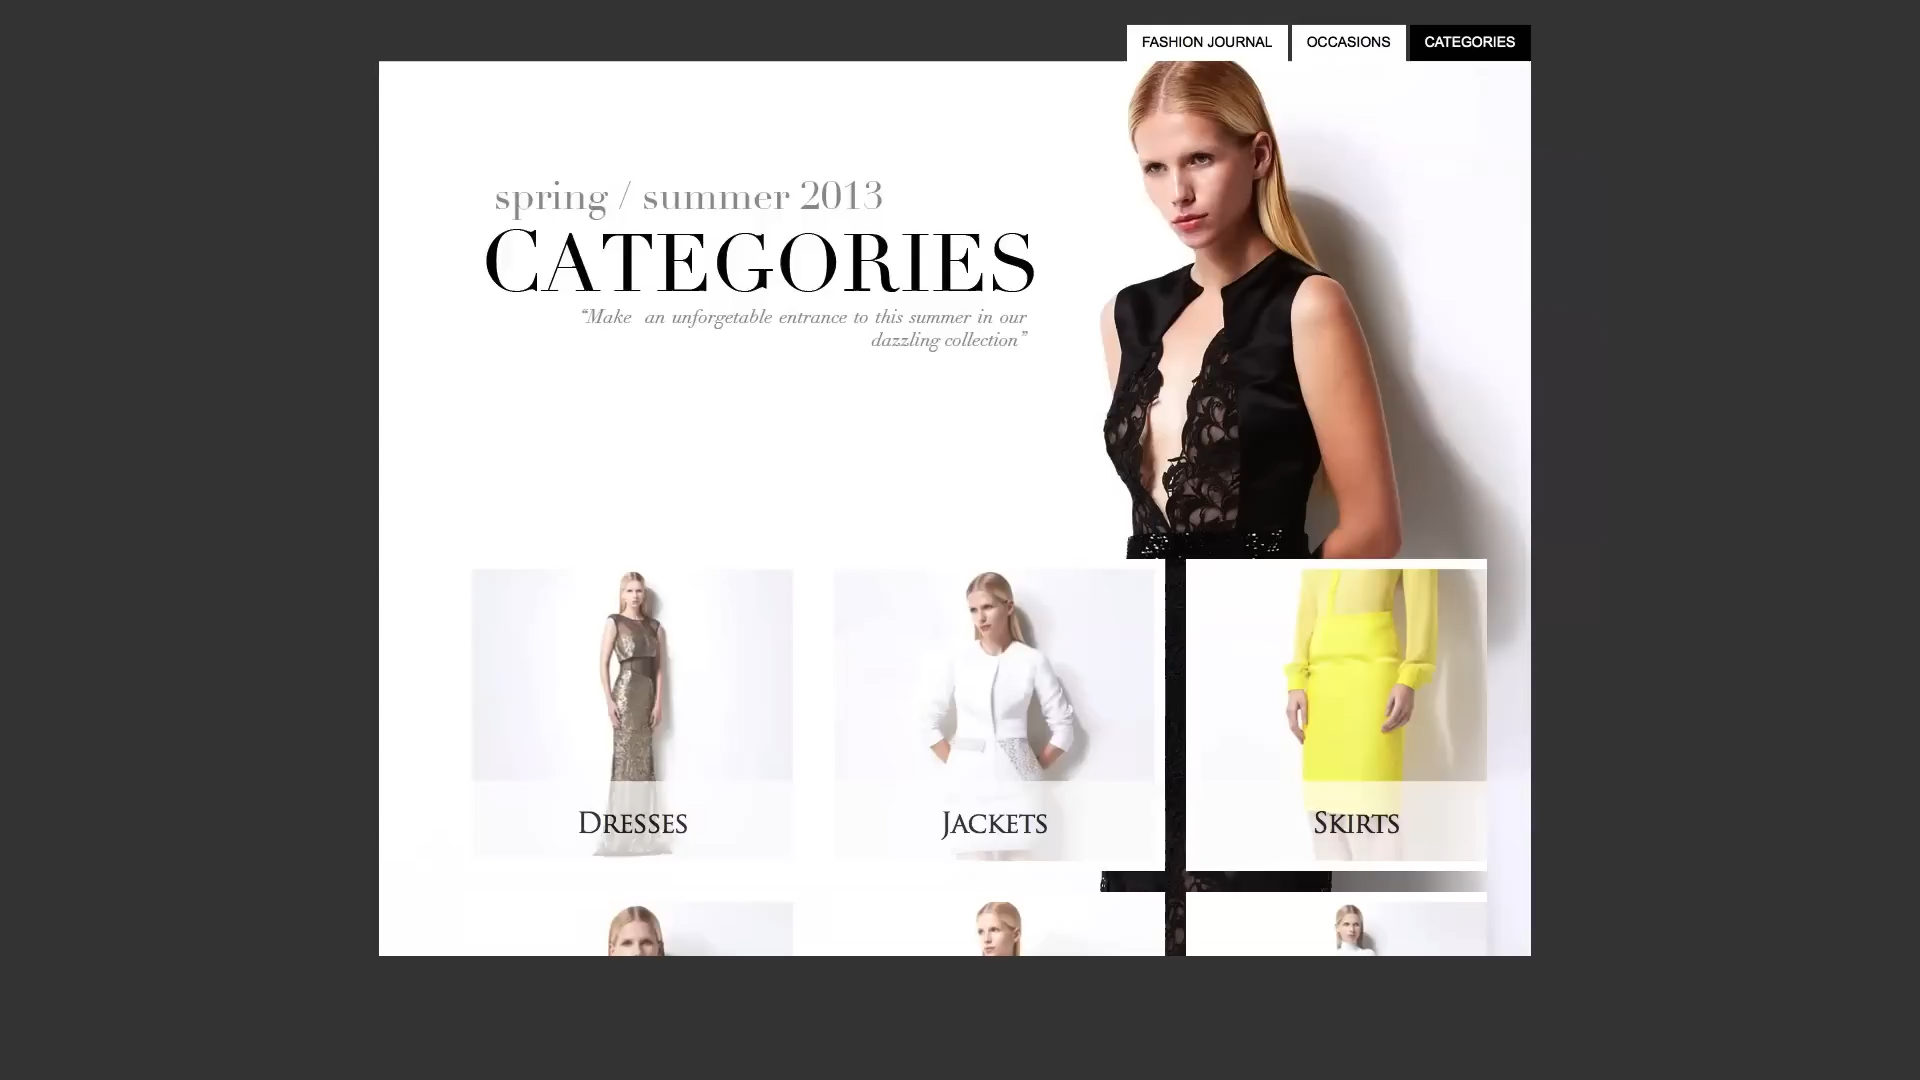 FASHION JOURNAL
OCCASIONS
CATEGORIES
spring / summer 2013
CATEGORIES
“Make an unforgetable entrance to this summer in our
dazzling collection”
DRESSES
JACKETS
SKIRTS